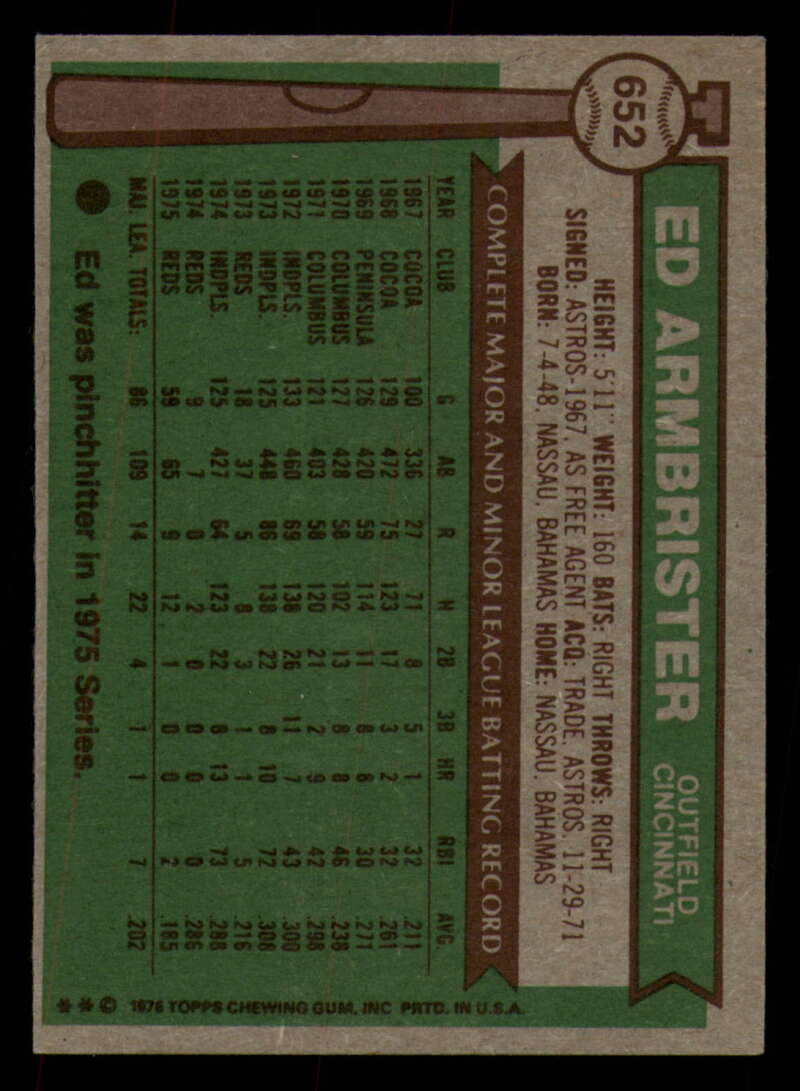 652
ED ARMBRISTER
OUTFIELD
CINCINNATI
HEIGHT: 5'11" WEIGHT: 160 BATS: RIGHT THROWS: RIGHT
SIGNED: ASTROS-1967, AS FREE AGENT ACQ: TRADE, ASTROS, 11-29-71
BORN: 7-4-48, NASSAU, BAHAMAS HOME: NASSAU, BAHAMAS
COMPLETE MAJOR AND MINOR LEAGUE BATTING RECORD
YEAR CLUB G AB R H 2B 3B HR RBI AVG.
1967 COCOA 100 336 27 71 8 5 1 32 .211
1968 COCOA 129 472 75 123 17 3 2 32 .261
1969 PENINSULA 126 420 59 114 11 8 6 30 .271
1970 COLUMBUS 127 428 58 102 13 8 8 46 .238
1971 COLUMBUS 121 403 58 120 21 2 9 42 .298
1972 INDPLS. 133 460 69 138 26 11 7 43 .300
1973 INDPLS. 125 448 86 138 22 8 10 72 .308
1973 REDS 18 37 5 8 3 1 1 5 .216
1974 INDPLS. 125 427 64 123 22 8 13 73 .288
1974 REDS 9 7 0 2 0 0 0 0 .286
1975 REDS 59 65 9 12 1 0 0 2 .185
MAJ. LEA. TOTALS: 86 109 14 22 4 1 1 7 .202
Ed was pinchhitter in 1975 Series.
**© 1976 TOPPS CHEWING GUM, INC PRTD. IN U.S.A.